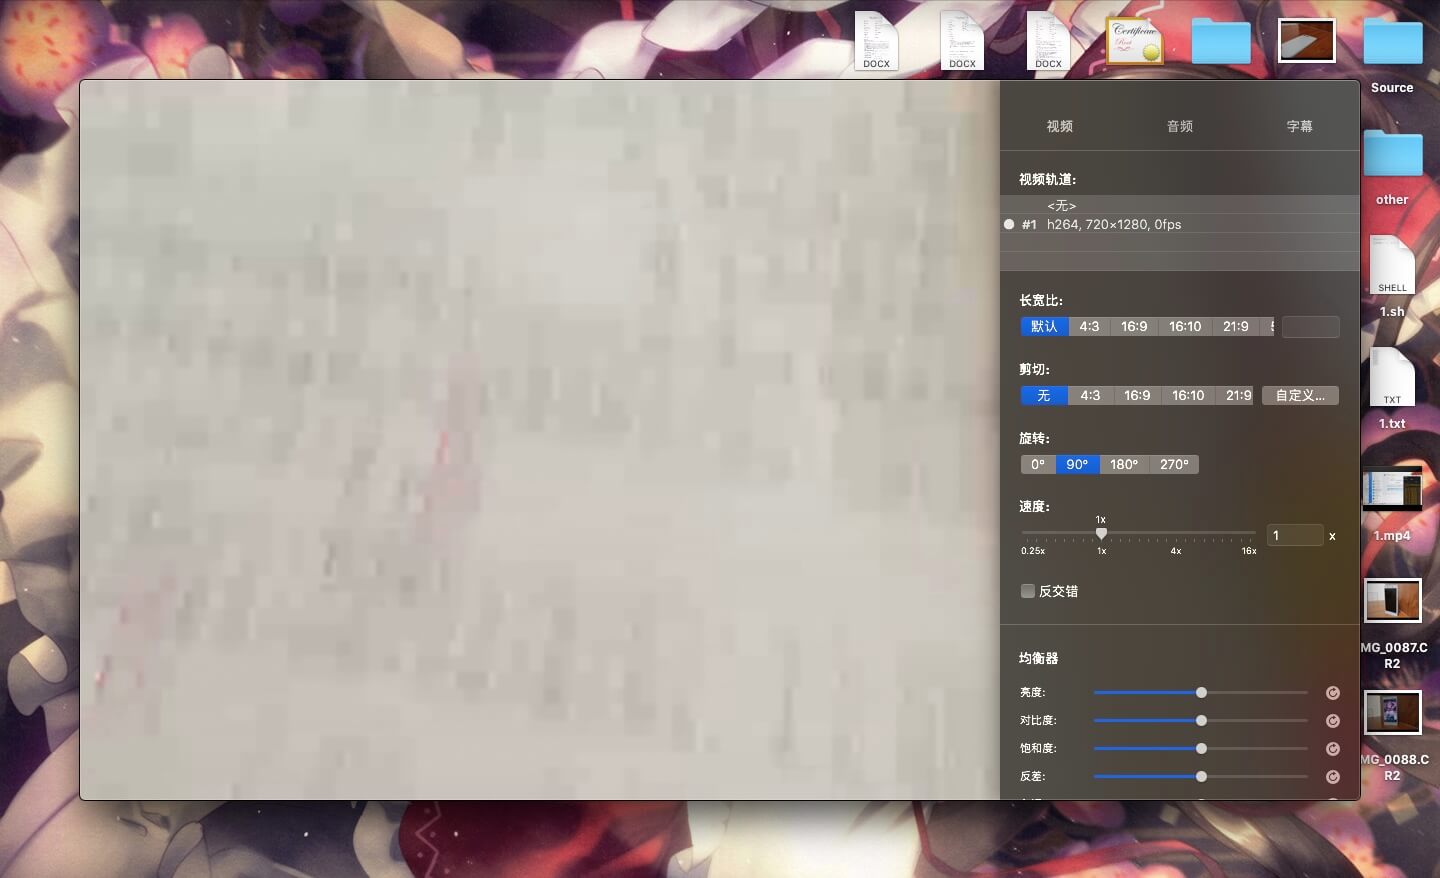 Certificate
DOCX
DOCX
DOCX
Source
other
SHELL
1.sh
TXT
1.txt
1.mp4
MG_0087.C
R2
MG_0088.C
R2
视频 音频 字幕
视频轨道:
<无>
#1 h264, 720×1280, 0fps
长宽比:
默认 4:3 16:9 16:10 21:9
剪切:
无 4:3 16:9 16:10 21:9 自定义...
旋转:
0° 90° 180° 270°
速度:
1x
1 x
0.25x 1x 4x 16x
反交错
均衡器
亮度:
对比度:
饱和度:
反差: